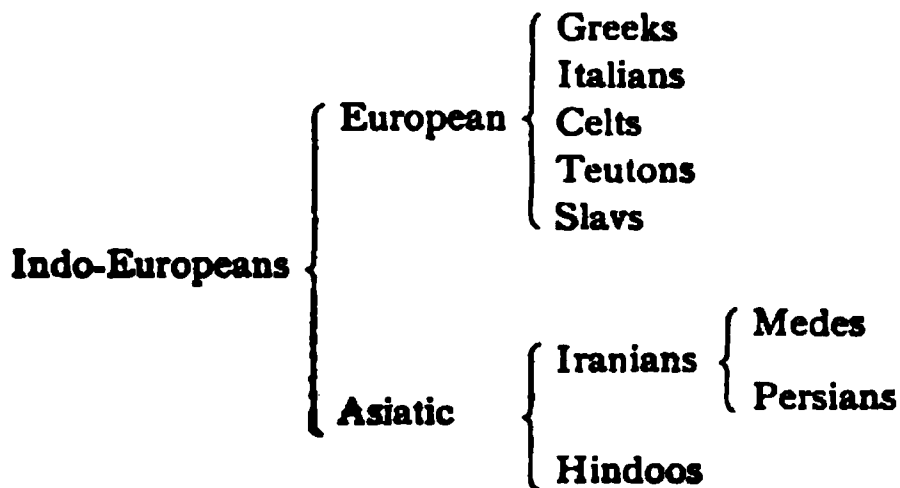 Greeks
Italians
European
Celts
Teutons
Slavs
Indo-Europeans
Medes
Iranians
Persians
Asiatic
Hindoos